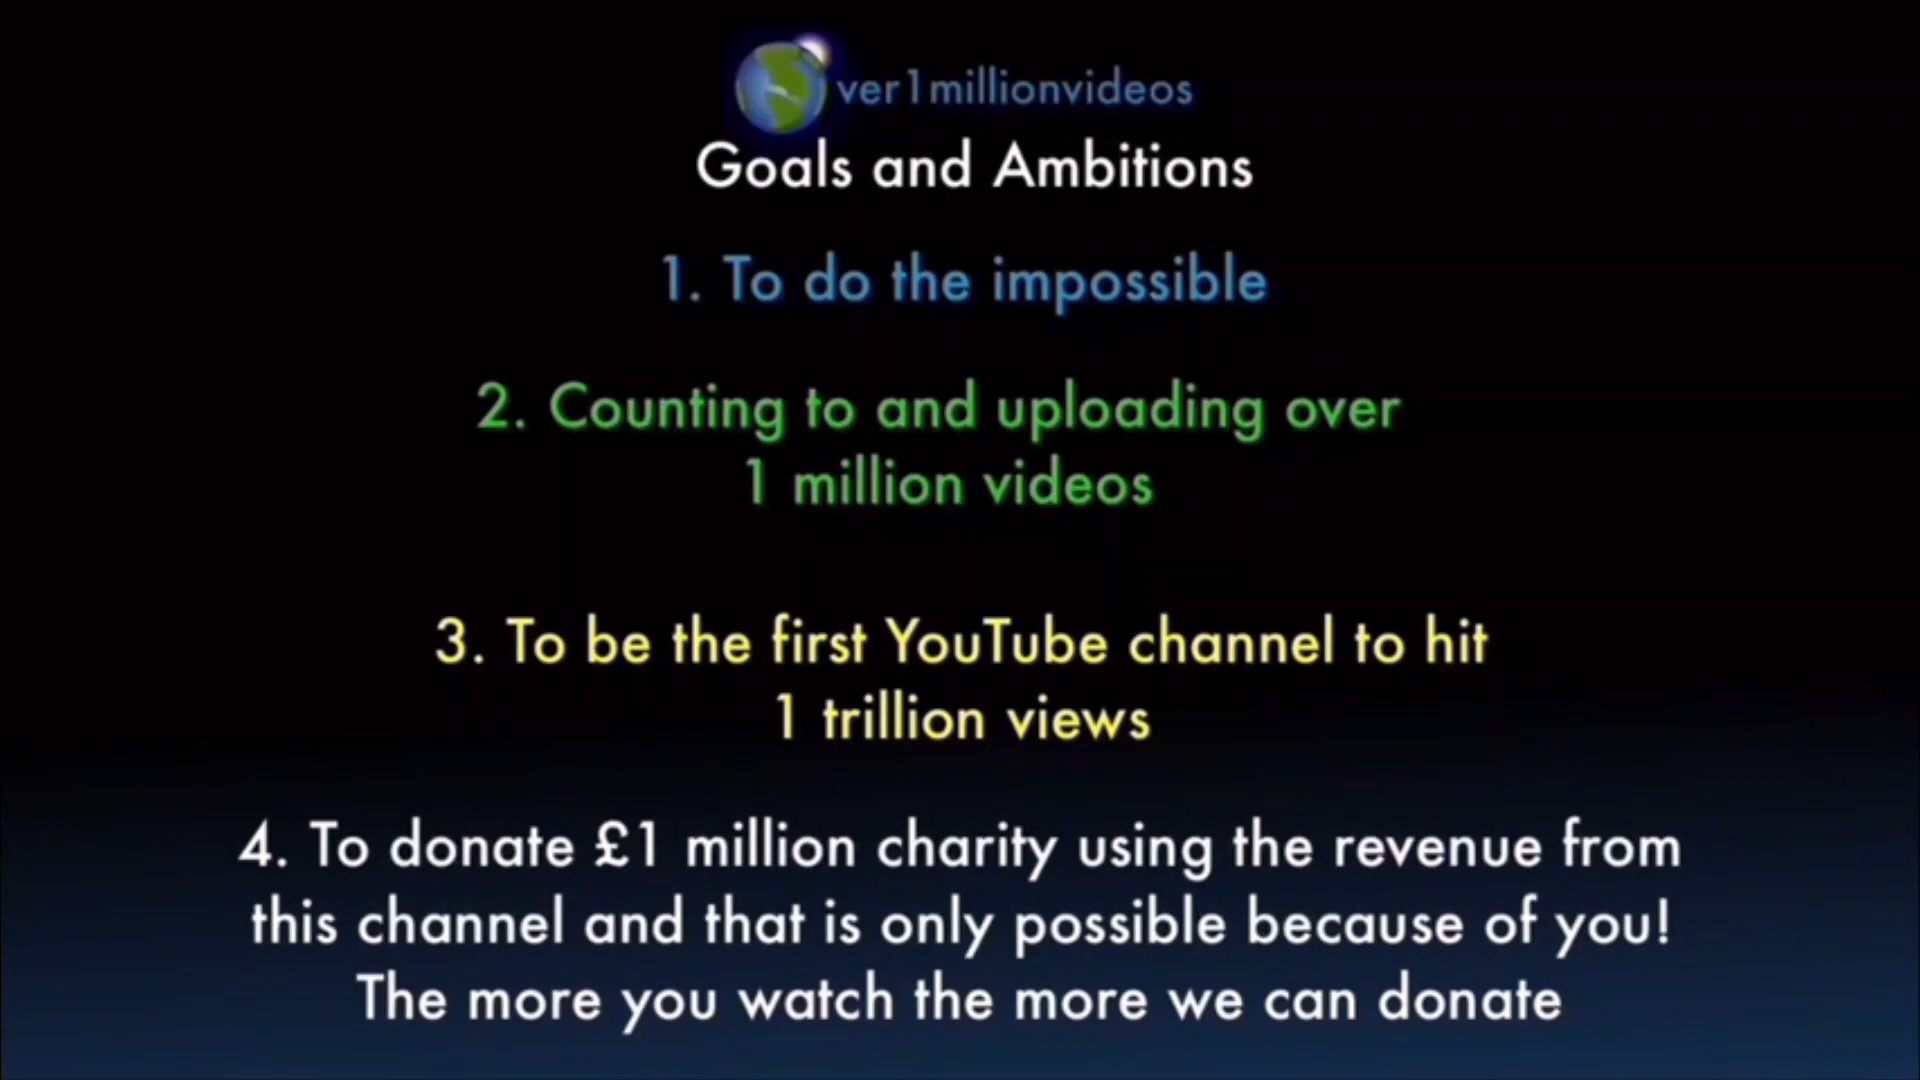 ver1millionvideos
Goals and Ambitions
1. To do the impossible
2. Counting to and uploading over
1 million videos
3. To be the first YouTube channel to hit
1 trillion views
4. To donate £1 million charity using the revenue from
this channel and that is only possible because of you!
The more you watch the more we can donate